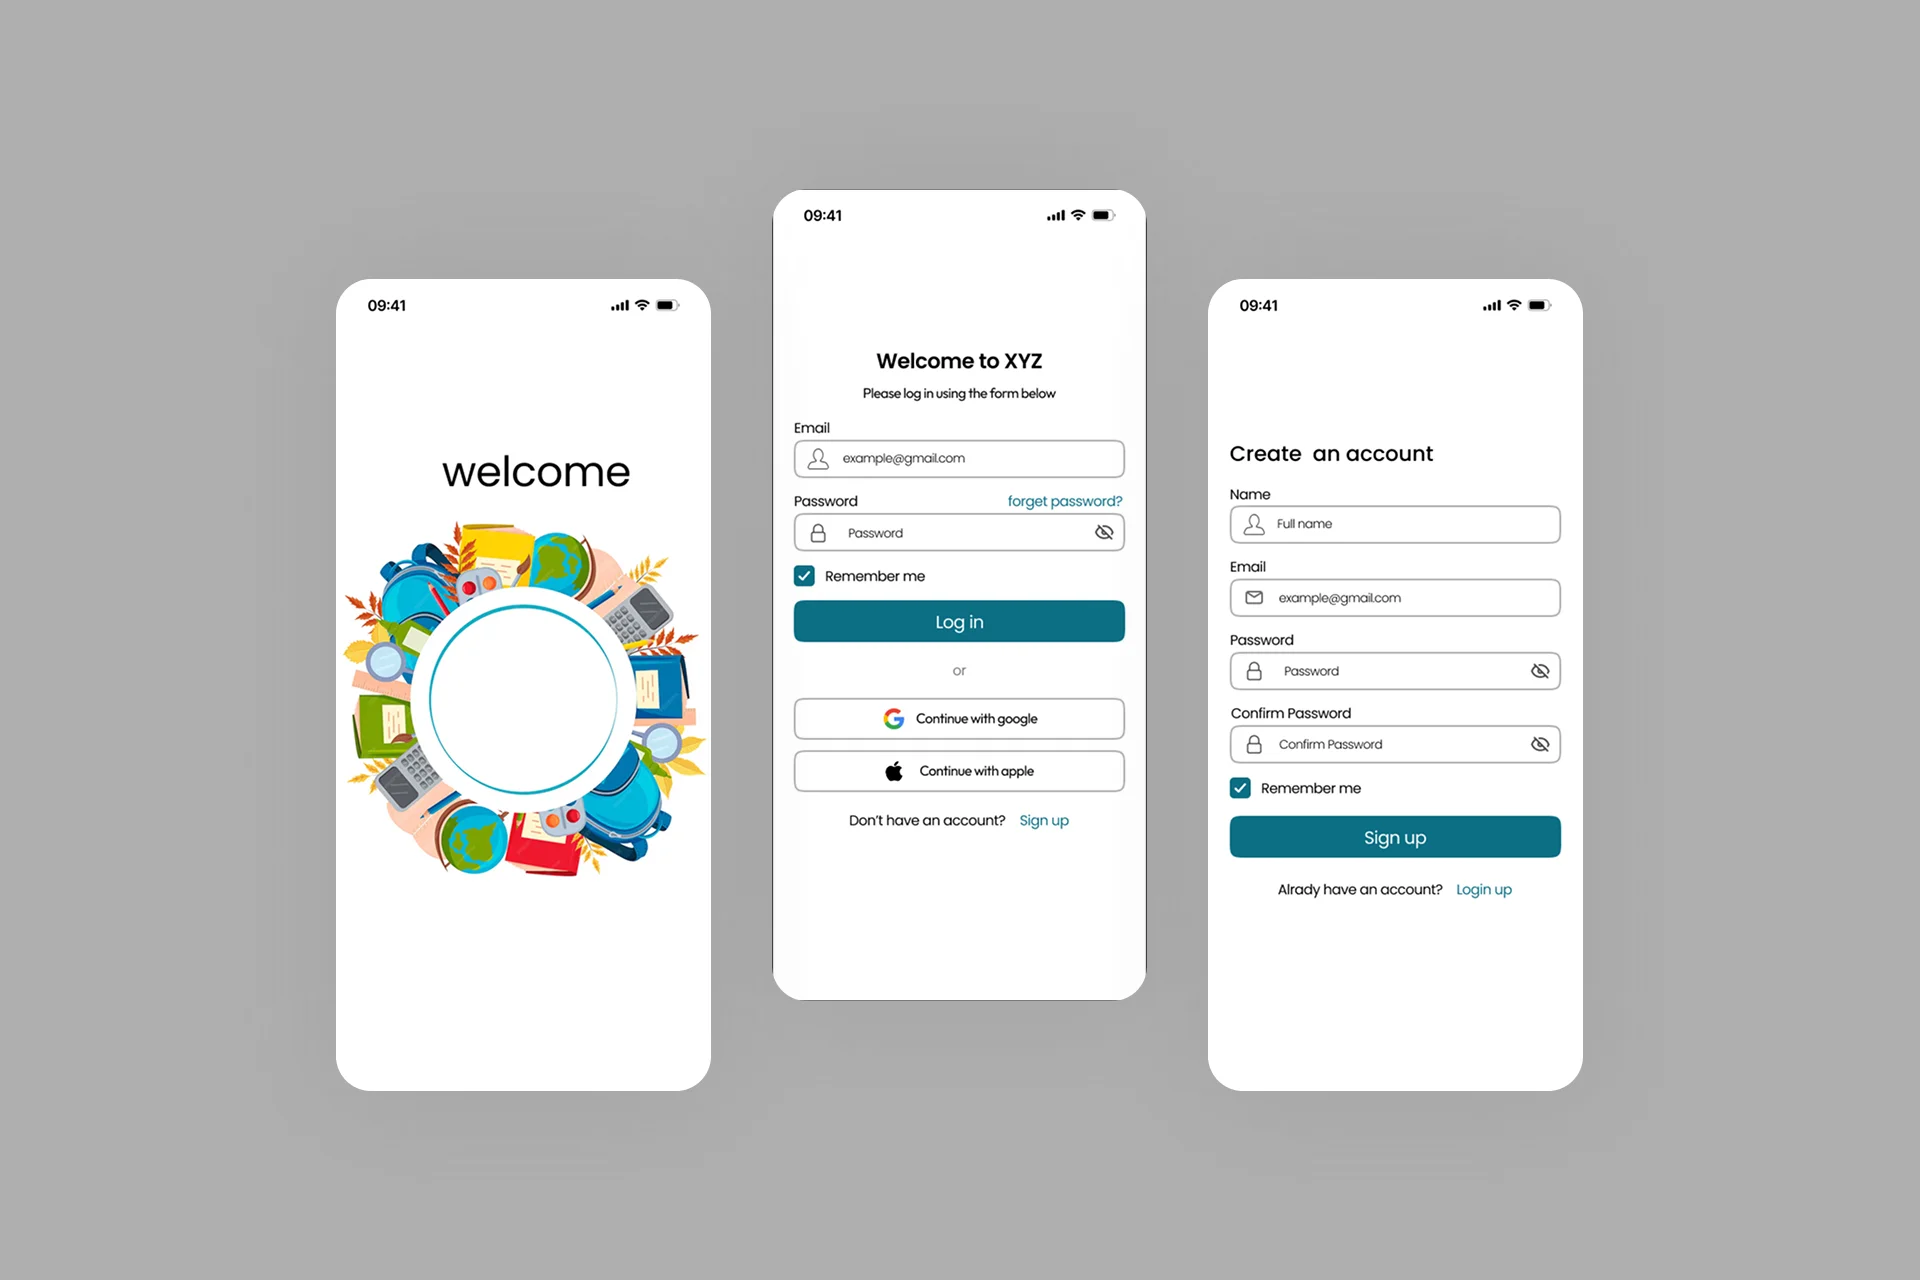 09:41
welcome
09:41
Welcome to XYZ
Please log in using the form below
Email
example@gmail.com
Password forget password?
Password
Remember me
Log in
or
Continue with google
Continue with apple
Don't have an account? Sign up
09:41
Create an account
Name
Full name
Email
example@gmail.com
Password
Password
Confirm Password
Confirm Password
Remember me
Sign up
Alrady have an account? Login up